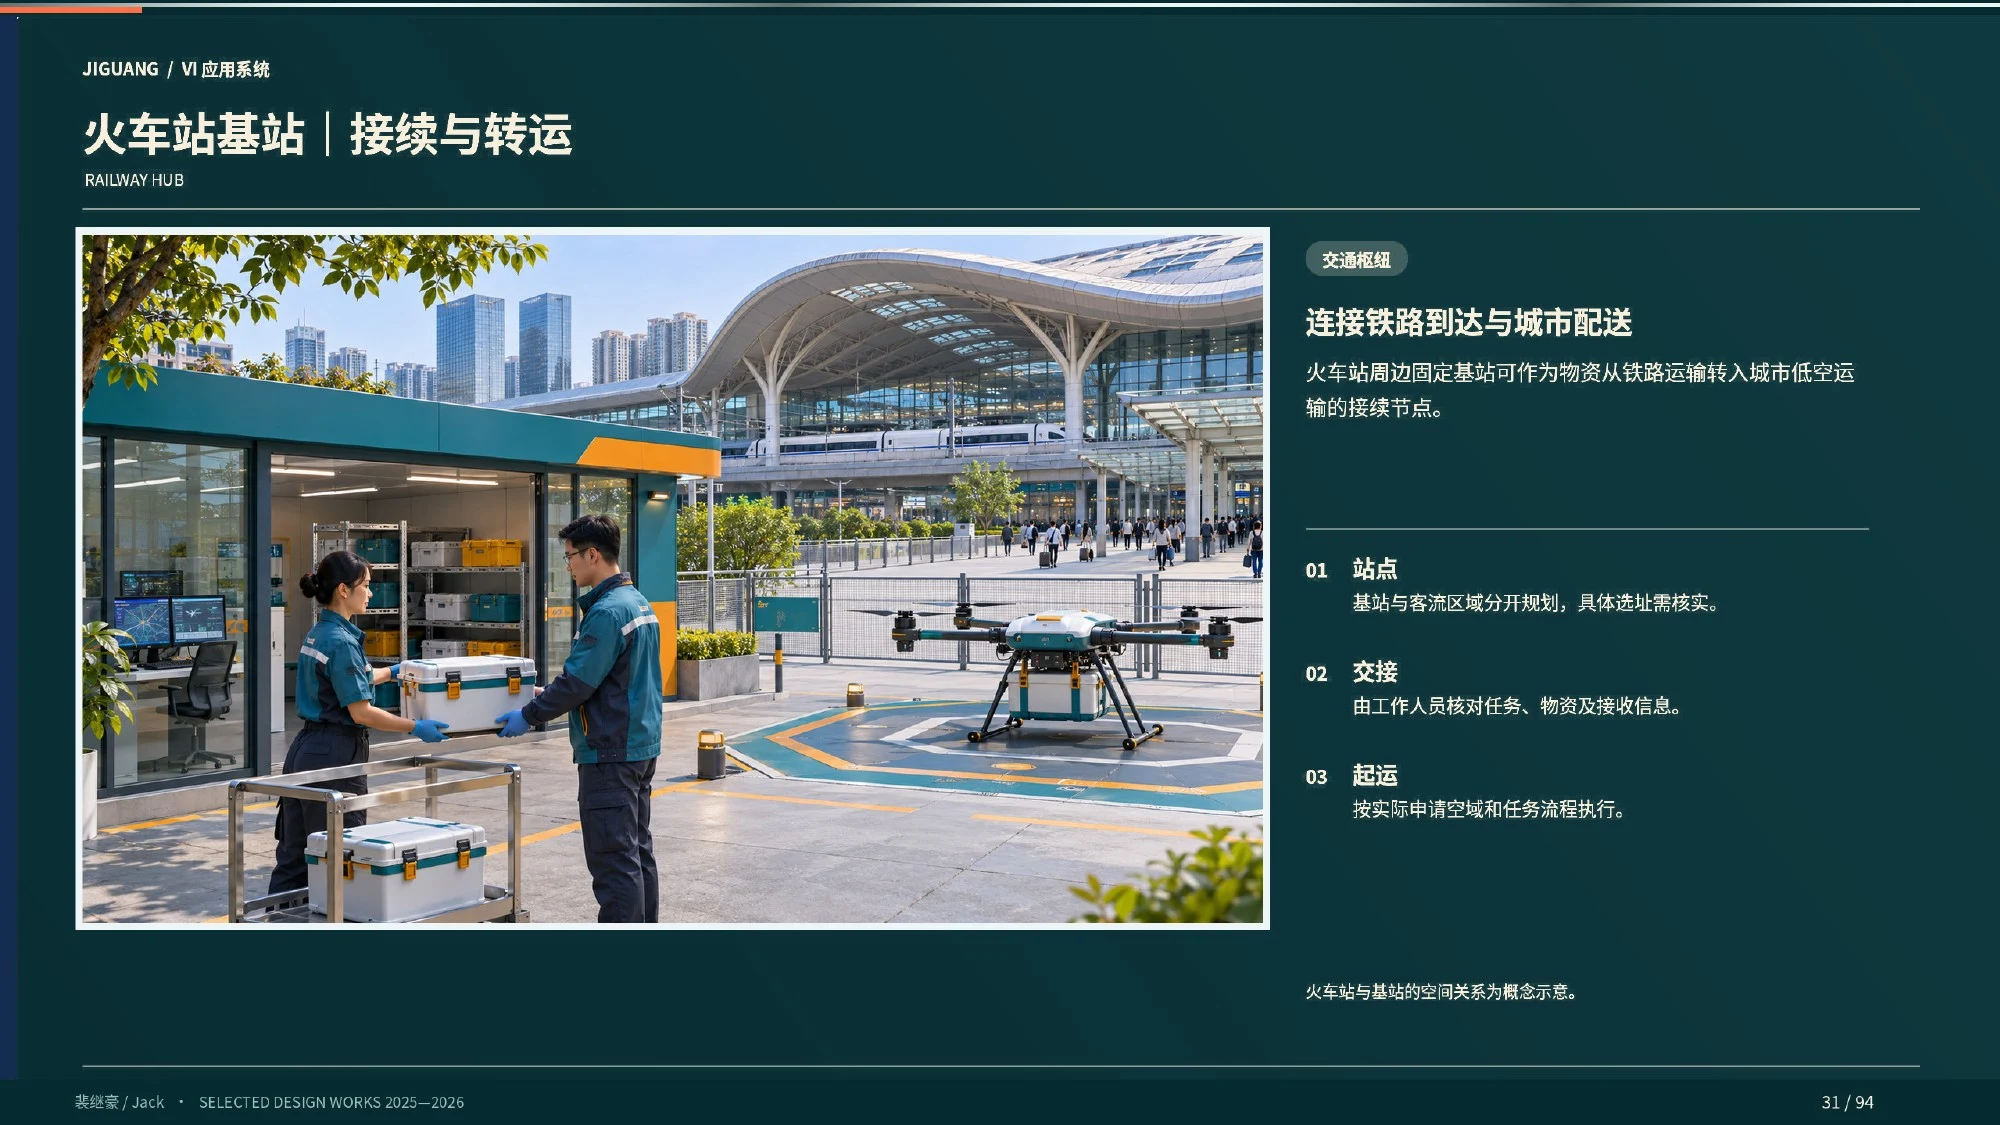 JIGUANG / VI 应用系统
火车站基站｜接续与转运
RAILWAY HUB
交通枢纽
连接铁路到达与城市配送
火车站周边固定基站可作为物资从铁路运输转入城市低空运
输的接续节点。
01 站点
基站与客流区域分开规划，具体选址需核实。
02 交接
由工作人员核对任务、物资及接收信息。
03 起运
按实际申请空域和任务流程执行。
火车站与基站的空间关系为概念示意。
裴继豪 / Jack • SELECTED DESIGN WORKS 2025—2026
31 / 94